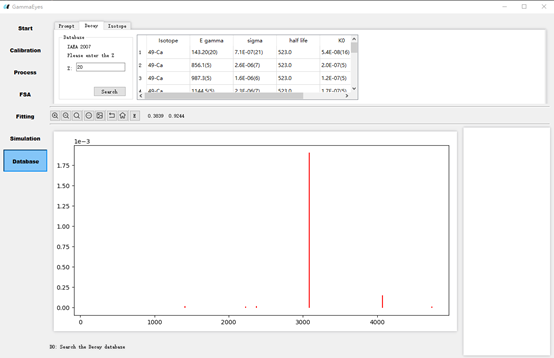 GammaEyes
Start
Calibration
Process
FSA
Fitting
Simulation
Database
Prompt Decay Isotope
Database
IAEA 2007
Please enter the Z
Z: 20
Search
Isotope E gamma sigma half life K0
1 49-Ca 143.20(20) 7.1E-07(21) 523.0 5.4E-08(16)
2 49-Ca 856.1(5) 2.6E-06(7) 523.0 2.0E-07(5)
3 49-Ca 987.3(5) 1.6E-06(6) 523.0 1.2E-07(5)
4 49-Ca 1144.5(5) 2.3E-06(7) 523.0 1.7E-07(5)
E 0.3839 0.9244
1e-3
1.75
1.50
1.25
1.00
0.75
0.50
0.25
0.00
0 1000 2000 3000 4000
DO: Search the Decay database